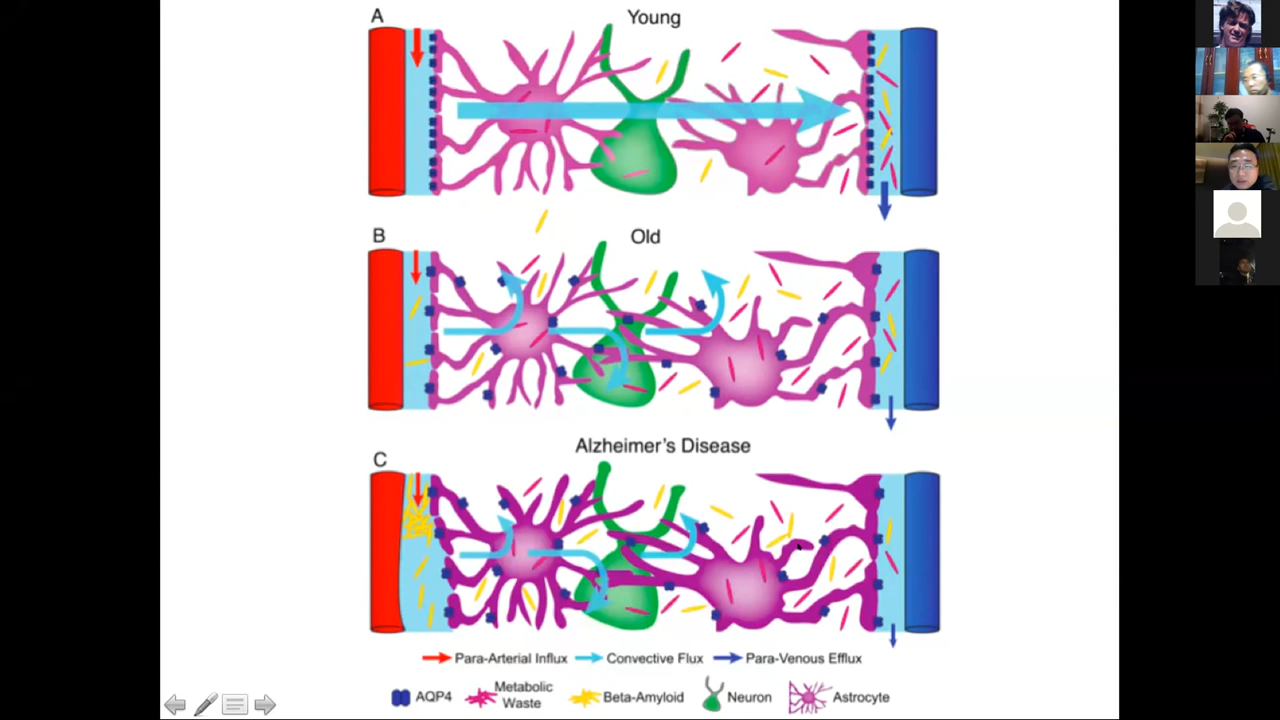 A
Young
B
Old
Alzheimer's Disease
C
Para-Arterial Influx
Convective Flux
Para-Venous Efflux
AQP4
Metabolic
Waste
Beta-Amyloid
Neuron
Astrocyte